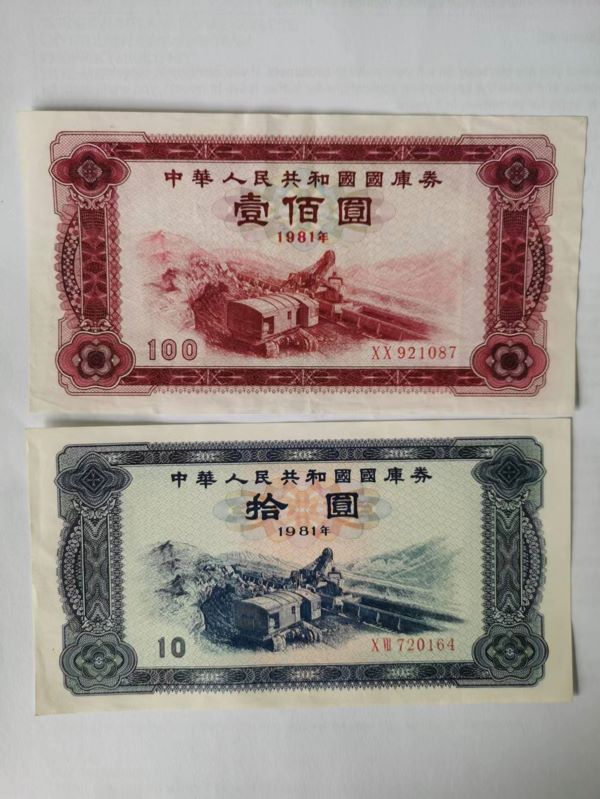 中華人民共和國國庫券
壹佰圓
1981年
100
XX 921087
中華人民共和國國庫券
拾圓
1981年
10
XVIII 720164